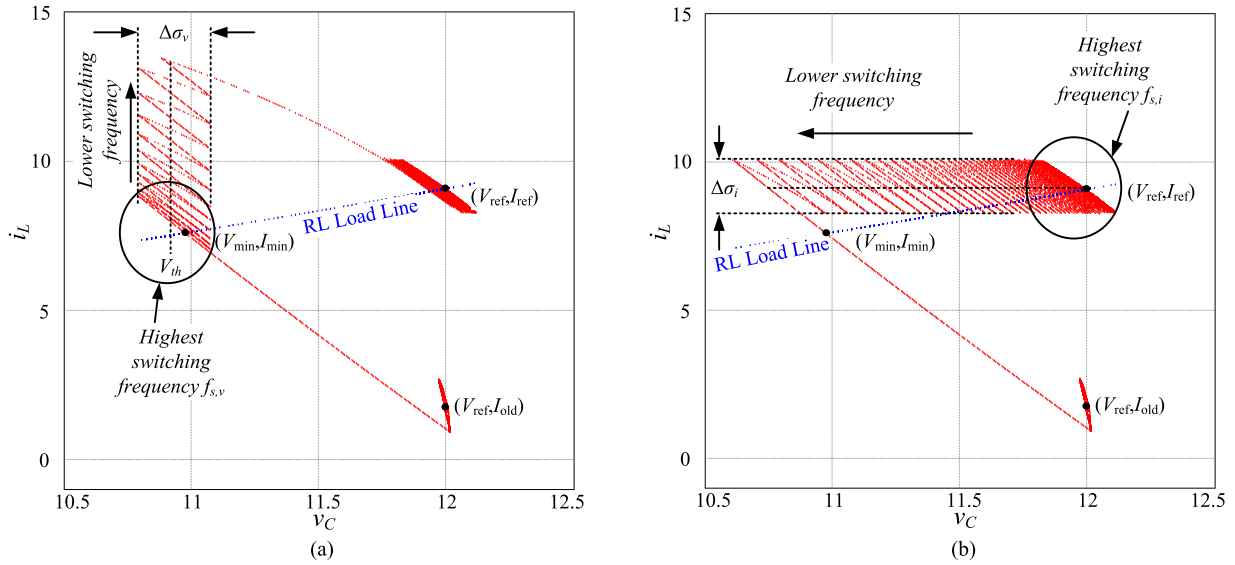 15
10
5
0
10.5
11
11.5
12
12.5
i_L
v_C
Δσ_v
Lower switching
frequency
RL Load Line
(V_ref,I_ref)
(V_min,I_min)
V_th
Highest
switching
frequency f_s,v
(V_ref,I_old)
(a)
15
10
5
0
10.5
11
11.5
12
12.5
i_L
v_C
Lower switching
frequency
Highest
switching
frequency f_s,i
Δσ_i
(V_ref,I_ref)
(V_min,I_min)
RL Load Line
(V_ref,I_old)
(b)